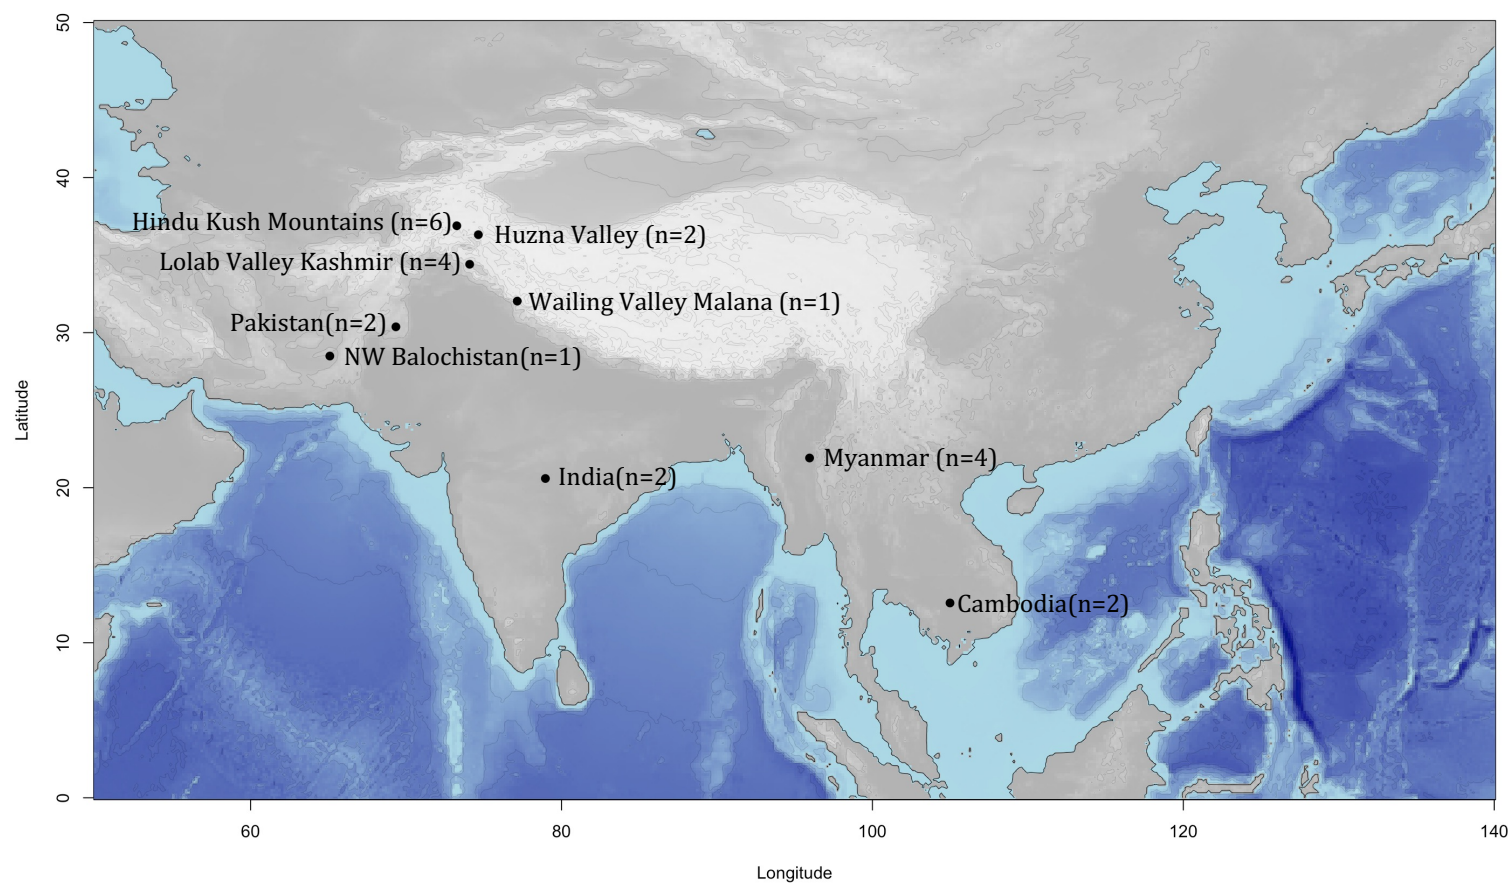 50
40
Hindu Kush Mountains (n=6)
Huzna Valley (n=2)
Lolab Valley Kashmir (n=4)
Wailing Valley Malana (n=1)
Pakistan(n=2)
30
NW Balochistan(n=1)
Latitude
Myanmar (n=4)
India(n=2)
20
Cambodia(n=2)
10
0
60
80
100
120
140
Longitude